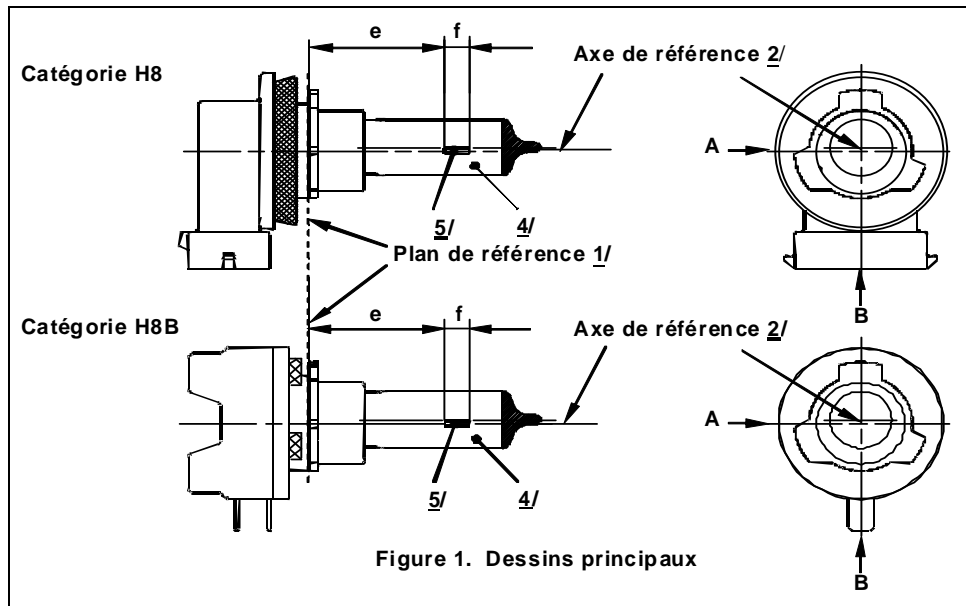 e f
Axe de référence 2/
Catégorie H8
A
5/ 4/
Plan de référence 1/
B
Catégorie H8B
e f
Axe de référence 2/
A
5/ 4/
Figure 1. Dessins principaux
B